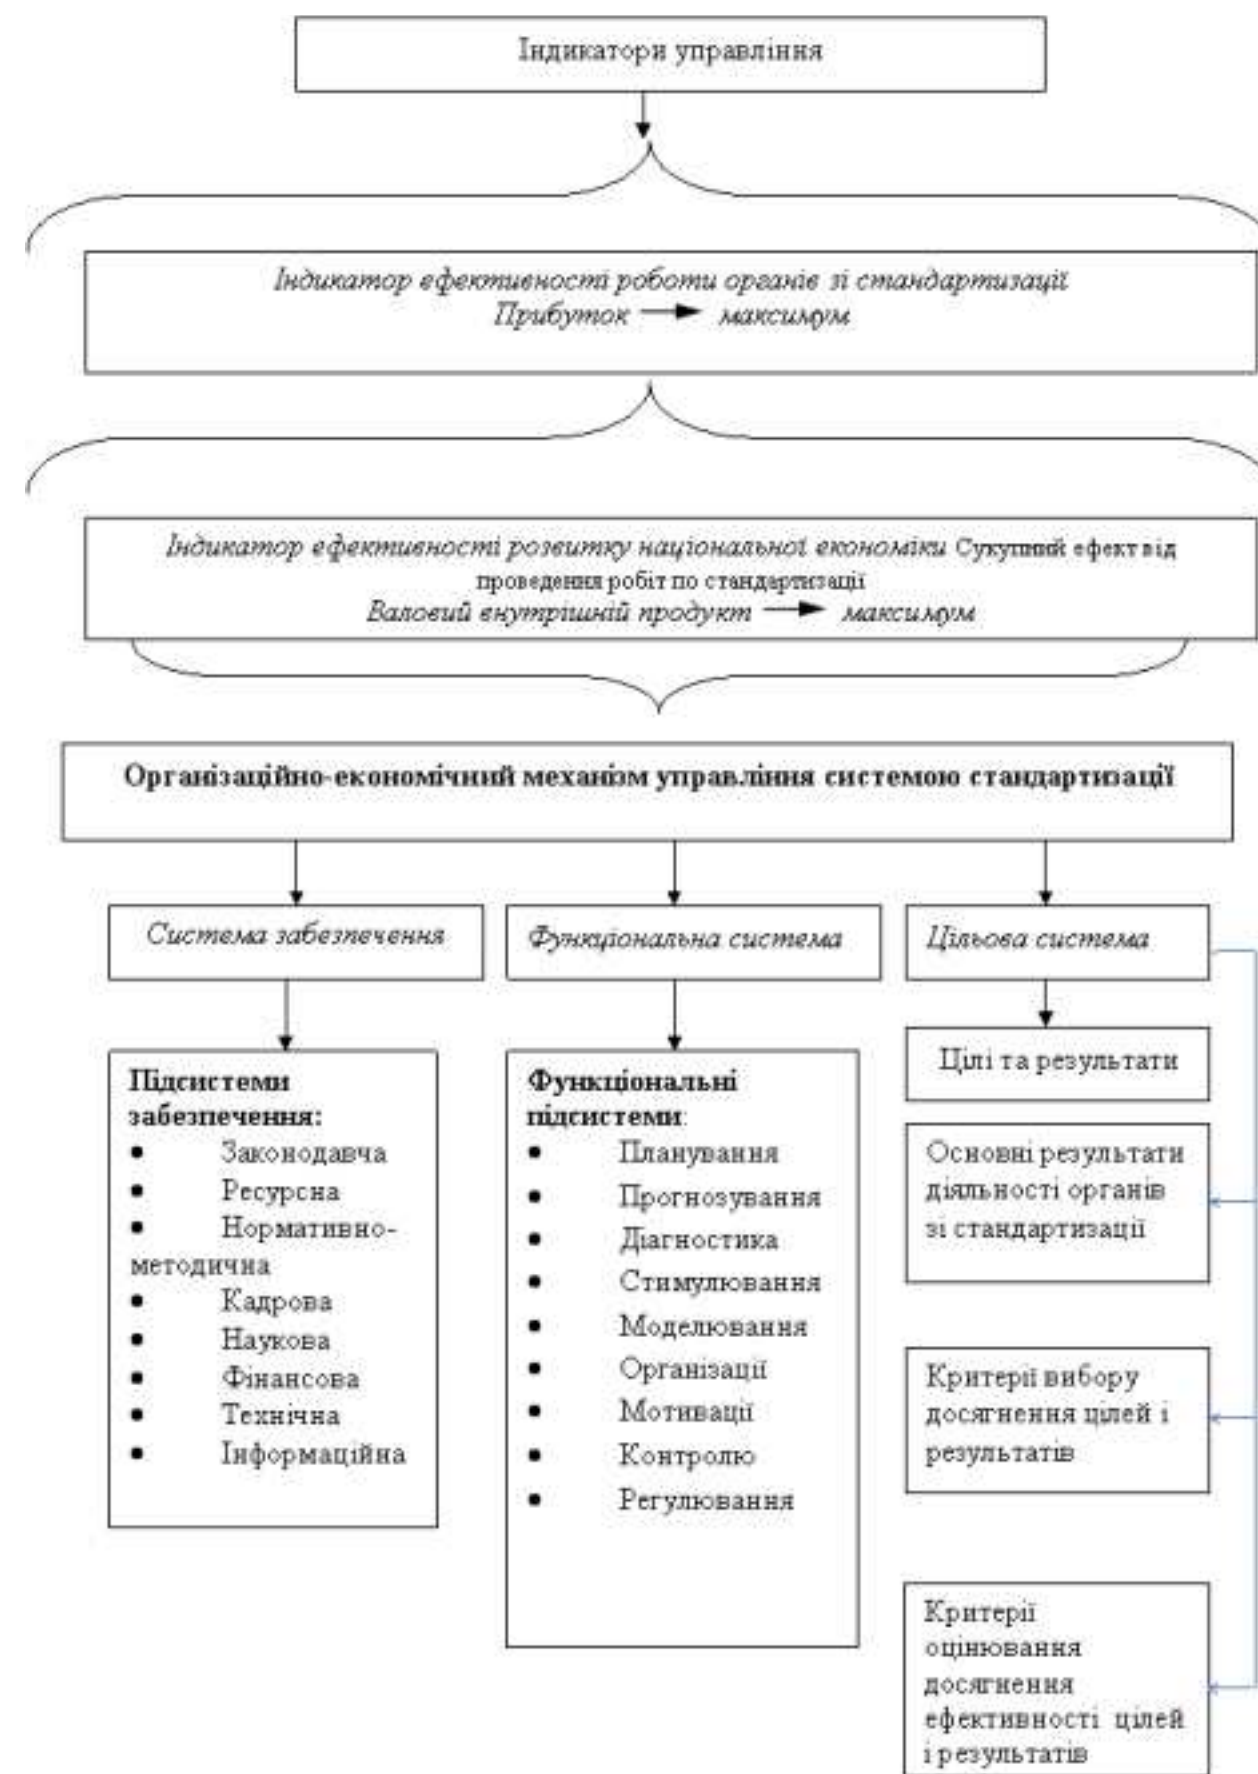 Індикатори управління
Індикатор ефективності роботи органів зі стандартизації
Прибуток → максимум
Індикатор ефективності розвитку національної економіки Сукупний ефект від
проведення робіт по стандартизації
Валовий внутрішній продукт → максимум
Організаційно-економічний механізм управління системою стандартизації
Система забезпечення
Підсистеми
забезпечення:
● Законодавча
● Ресурсна
● Нормативно-
методична
● Кадрова
● Наукова
● Фінансова
● Технічна
● Інформаційна
Функціональна система
Функціональні
підсистеми:
● Планування
● Прогнозування
● Діагностика
● Стимулювання
● Моделювання
● Організації
● Мотивації
● Контролю
● Регулювання
Цільова система
Цілі та результати
Основні результати
діяльності органів
зі стандартизації
Критерії вибору
досягнення цілей і
результатів
Критерії
оцінювання
досягнення
ефективності цілей
і результатів